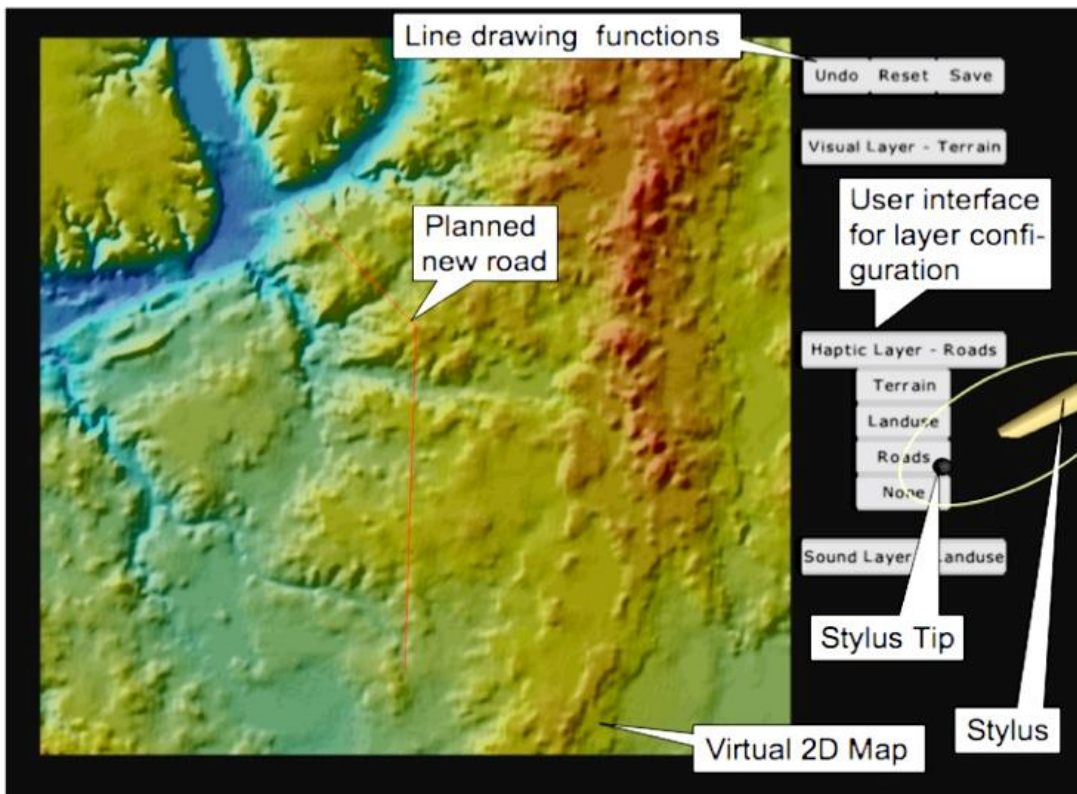 Line drawing functions
Undo Reset Save
Visual Layer - Terrain
User interface
for layer confi-
guration
Planned
new road
Haptic Layer - Roads
Terrain
Landuse
Roads
None
Sound Layer Landuse
Stylus Tip
Stylus
Virtual 2D Map